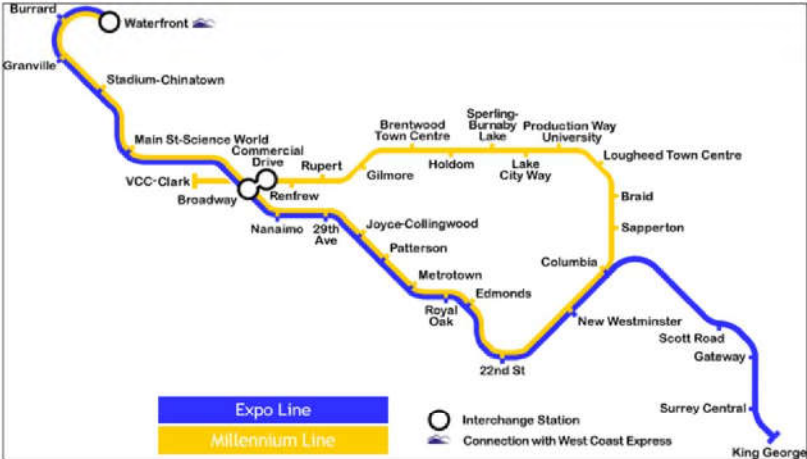 Burrard
Waterfront
Granville
Stadium-Chinatown
Main St-Science World
Commercial
Drive
VCC-Clark
Broadway
Renfrew
Rupert
Gilmore
Brentwood
Town Centre
Holdom
Sperling-
Burnaby
Lake
Lake
City Way
Production Way
University
Lougheed Town Centre
Braid
Sapperton
Columbia
Nanaimo
29th
Ave
Joyce-Collingwood
Patterson
Metrotown
Royal
Oak
Edmonds
22nd St
New Westminster
Scott Road
Gateway
Surrey Central
King George
Expo Line
Millennium Line
Interchange Station
Connection with West Coast Express